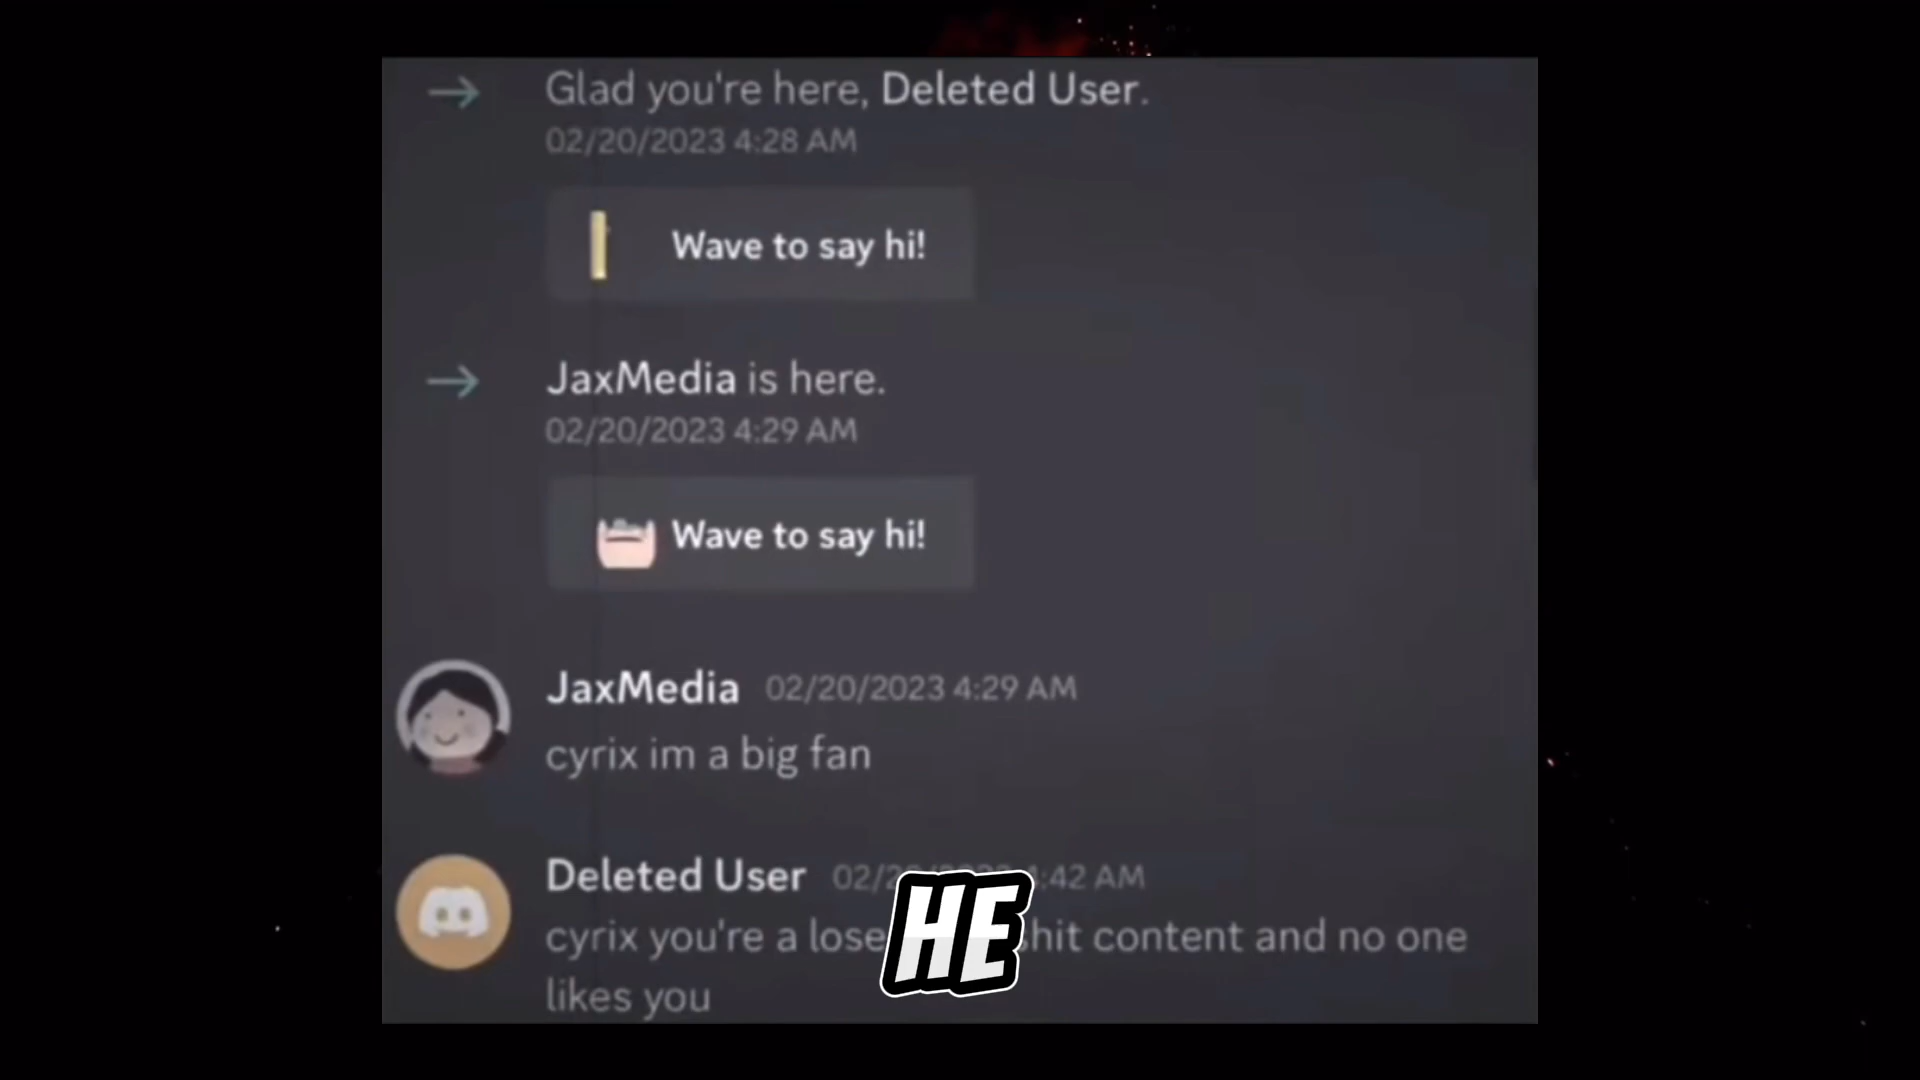 Glad you're here, Deleted User.
02/20/2023 4:28 AM
Wave to say hi!
JaxMedia is here.
02/20/2023 4:29 AM
Wave to say hi!
JaxMedia 02/20/2023 4:29 AM
cyrix im a big fan
Deleted User :42 AM
cyrix you're a content and no one
likes you
HE